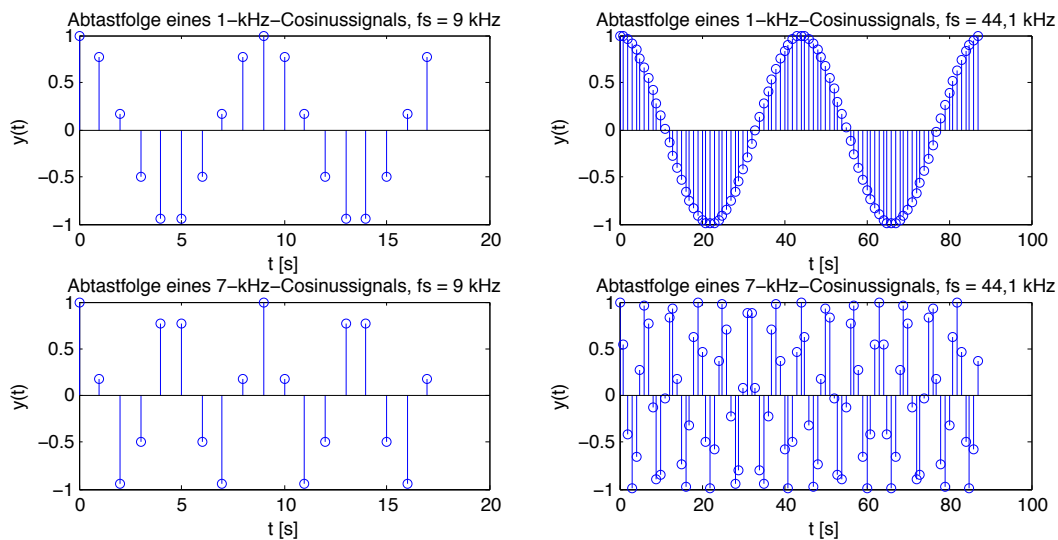 Abtastfolge eines 1−kHz−Cosinussignals, fs = 9 kHz
1
0.5
0
−0.5
−1
y(t)
0 5 10 15 20
t [s]
Abtastfolge eines 1−kHz−Cosinussignals, fs = 44,1 kHz
1
0.5
0
−0.5
−1
y(t)
0 20 40 60 80 100
t [s]
Abtastfolge eines 7−kHz−Cosinussignals, fs = 9 kHz
1
0.5
0
−0.5
−1
y(t)
0 5 10 15 20
t [s]
Abtastfolge eines 7−kHz−Cosinussignals, fs = 44,1 kHz
1
0.5
0
−0.5
−1
y(t)
0 20 40 60 80 100
t [s]